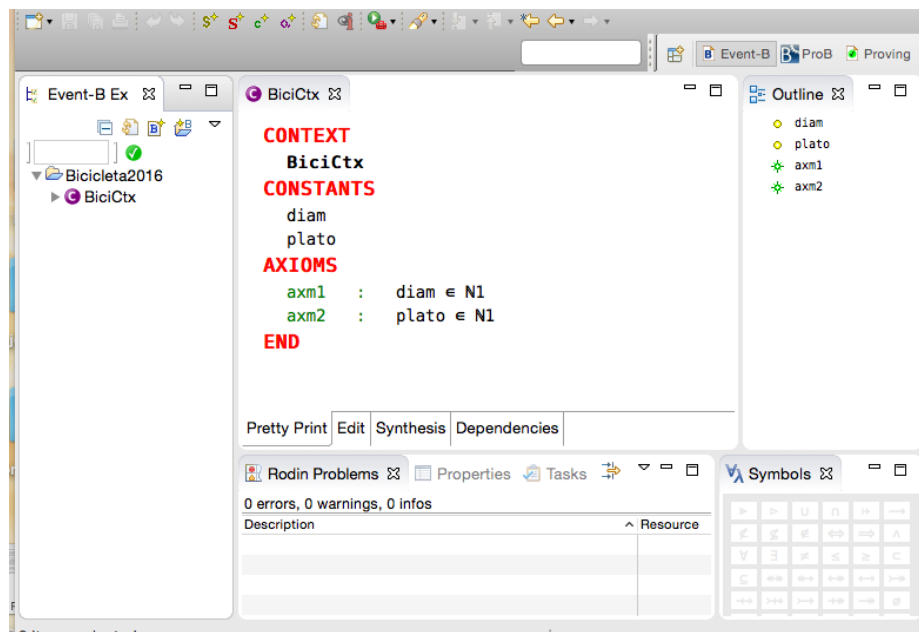 Event-B ProB Proving
Event-B Ex
Bicicleta2016
BiciCtx
BiciCtx
CONTEXT
BiciCtx
CONSTANTS
diam
plato
AXIOMS
axm1 : diam ∈ ℕ1
axm2 : plato ∈ ℕ1
END
Pretty Print Edit Synthesis Dependencies
Outline
diam
plato
axm1
axm2
Rodin Problems Properties Tasks
0 errors, 0 warnings, 0 infos
Description Resource
Symbols